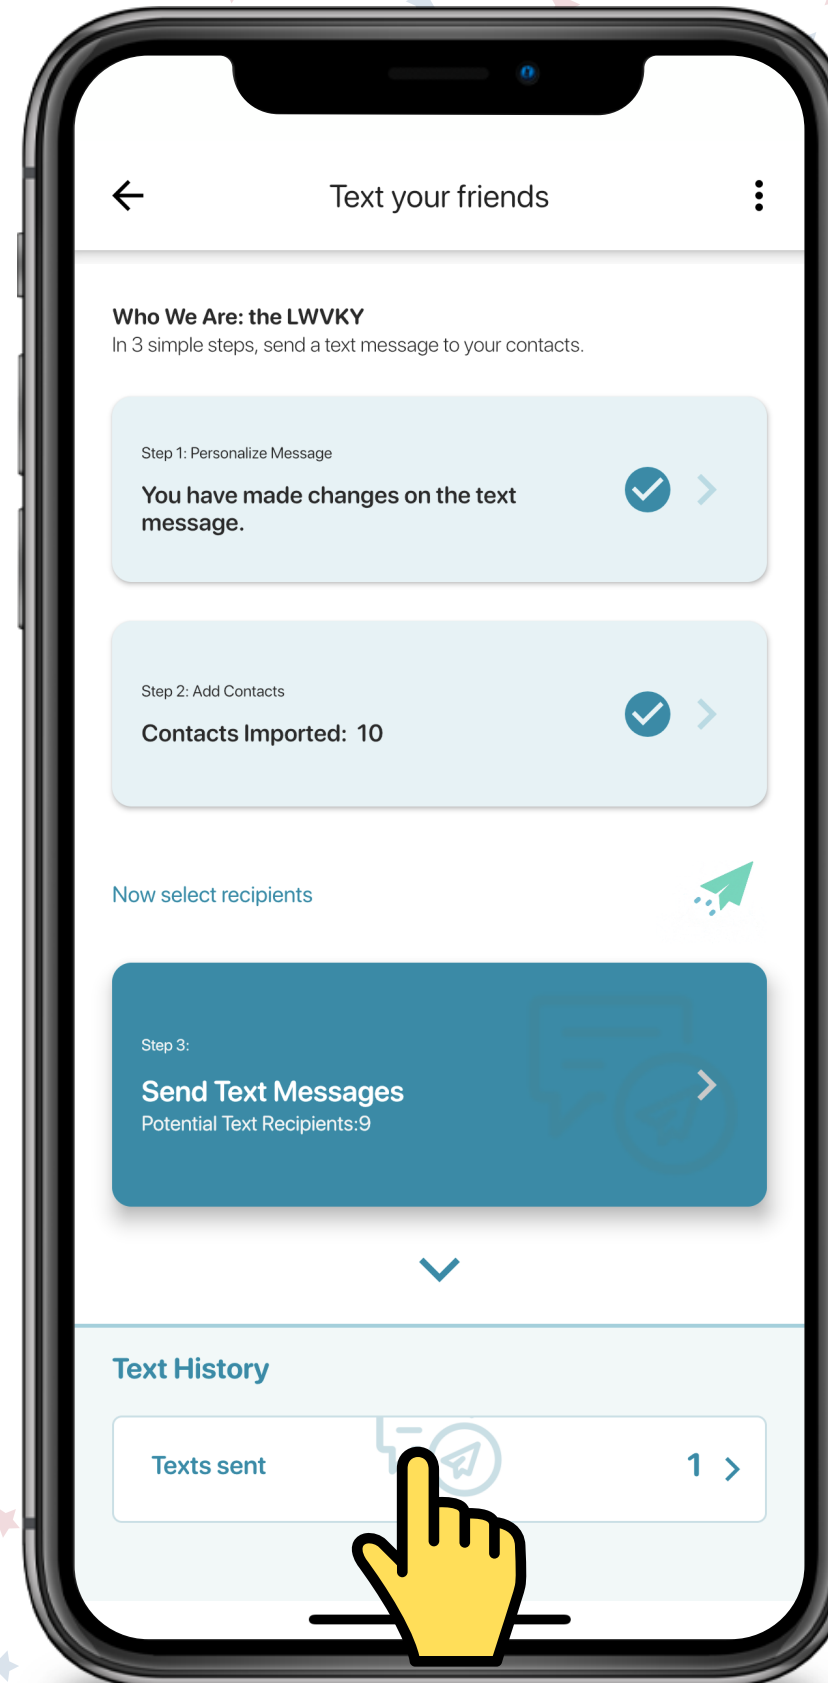 Text your friends
Who We Are: the LWVKY
In 3 simple steps, send a text message to your contacts.
Step 1: Personalize Message
You have made changes on the text
message.
Step 2: Add Contacts
Contacts Imported: 10
Now select recipients
Step 3:
Send Text Messages
Potential Text Recipients:9
Text History
Texts sent
1